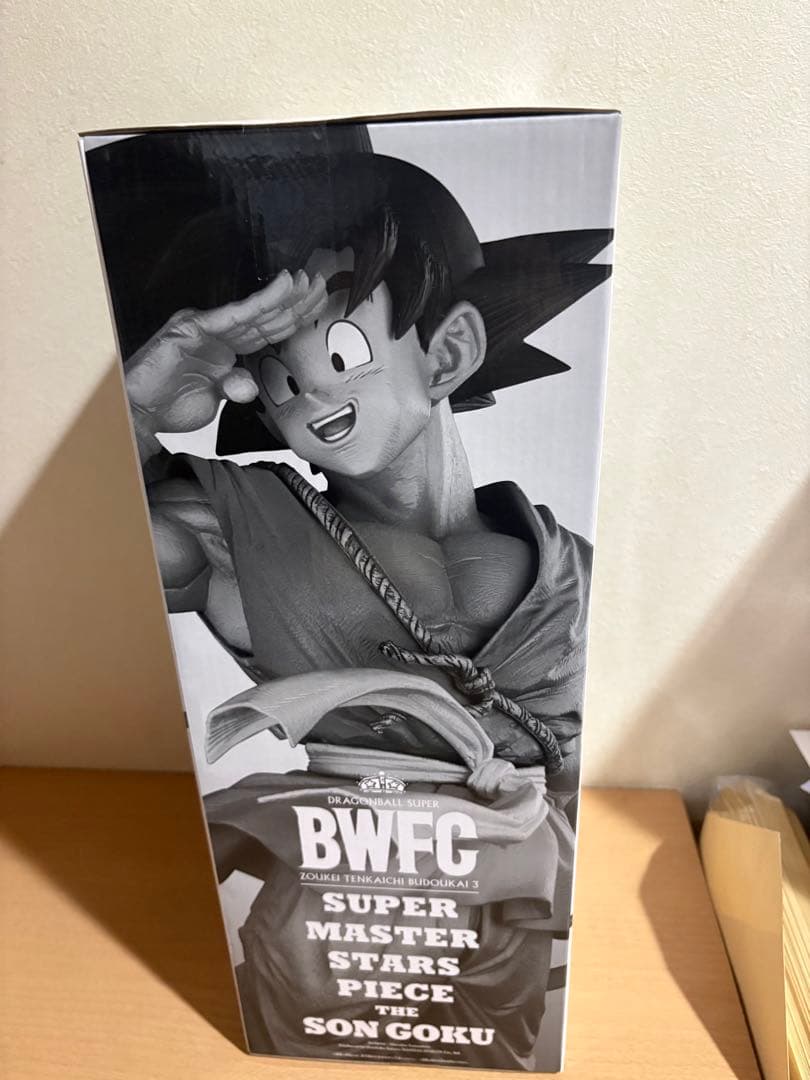 DRAGONBALL SUPER
BWFC
ZOUKEI TENKAICHI BUDOUKAI 3
SUPER
MASTER
STARS
PIECE
THE
SON GOKU